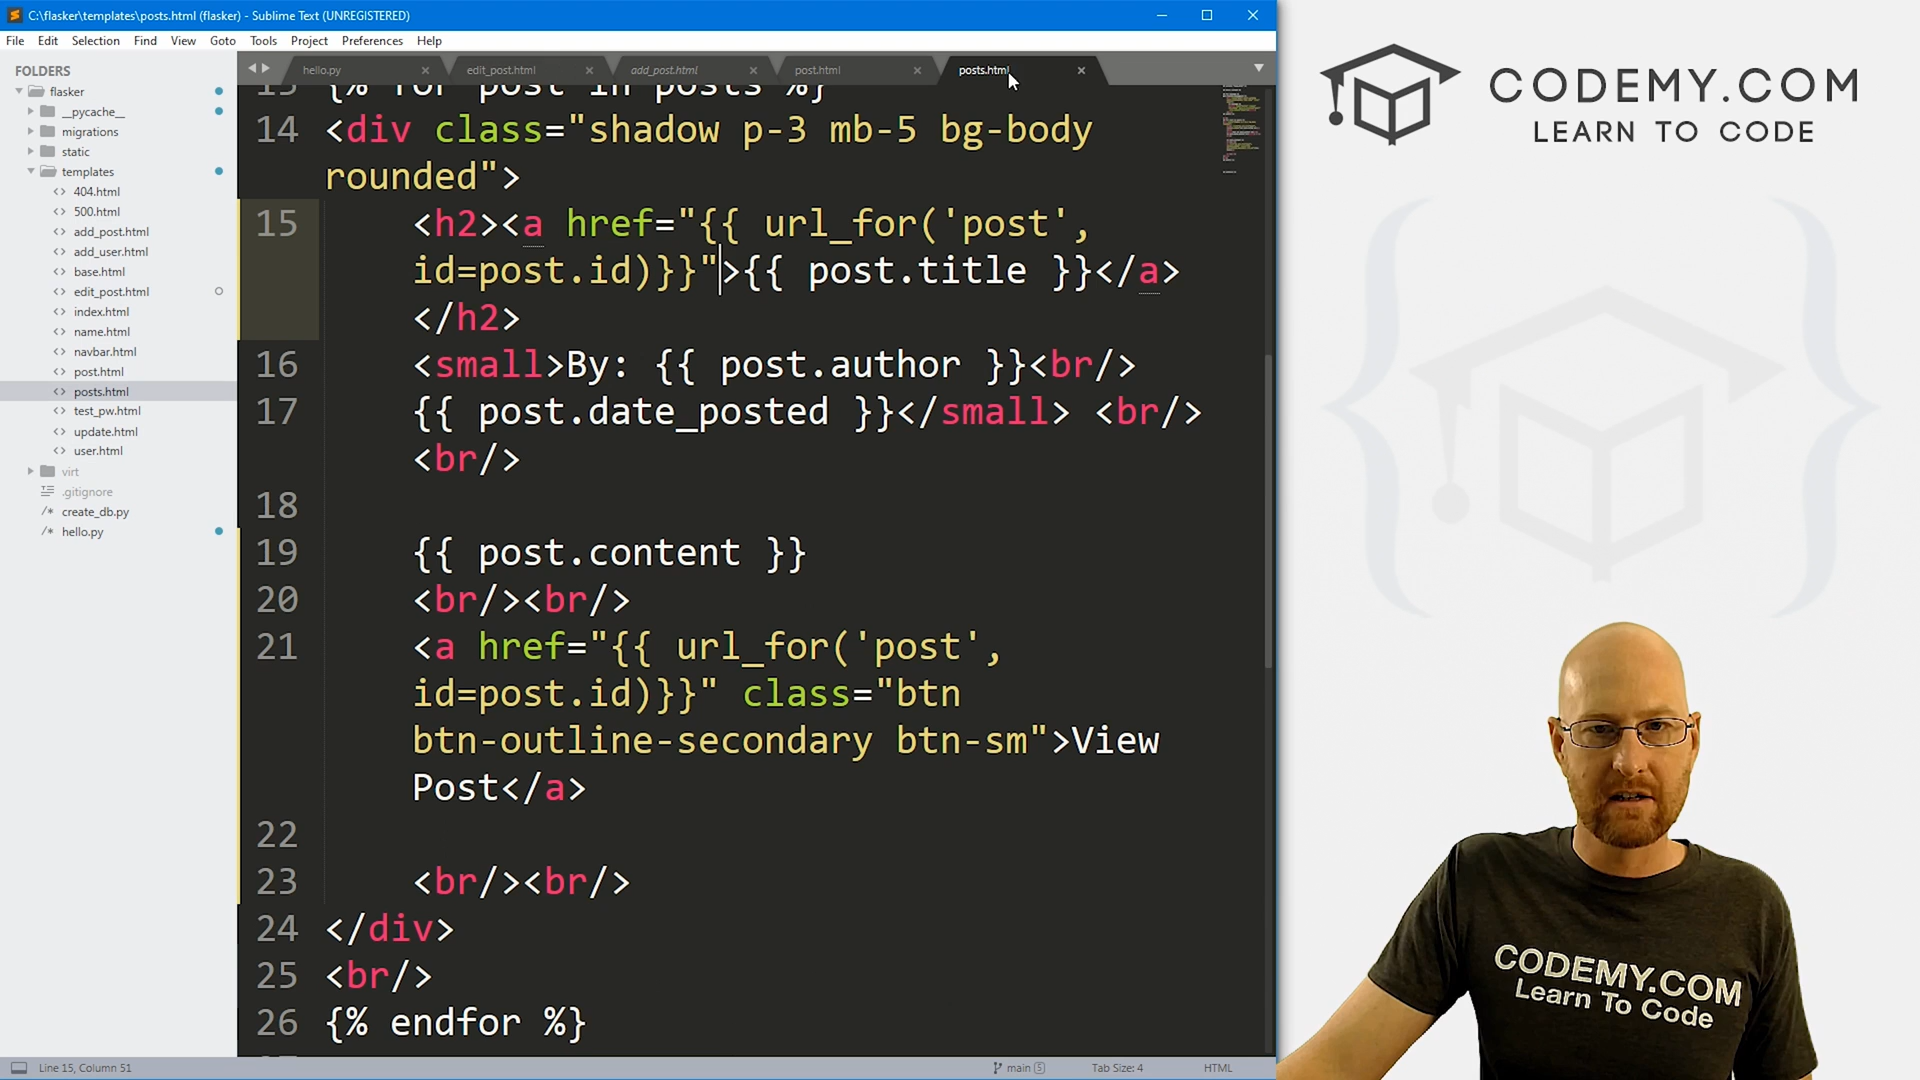 C:\flasker\templates\posts.html (flasker) - Sublime Text (UNREGISTERED)
File Edit Selection Find View Goto Tools Project Preferences Help
FOLDERS
flasker
__pycache__
migrations
static
templates
404.html
500.html
add_post.html
add_user.html
base.html
edit_post.html
index.html
name.html
navbar.html
post.html
posts.html
test_pw.html
update.html
user.html
virt
.gitignore
create_db.py
hello.py
hello.py edit_post.html add_post.html post.html posts.html
13 {% for post in posts %}
14 <div class="shadow p-3 mb-5 bg-body
rounded">
15 <h2><a href="{{ url_for('post',
id=post.id)}}">{{ post.title }}</a>
</h2>
16 <small>By: {{ post.author }}<br/>
17 {{ post.date_posted }}</small> <br/>
<br/>
18
19 {{ post.content }}
20 <br/><br/>
21 <a href="{{ url_for('post',
id=post.id)}}" class="btn
btn-outline-secondary btn-sm">View
Post</a>
22
23 <br/><br/>
24 </div>
25 <br/>
26 {% endfor %}
Line 15, Column 51
main 5
Tab Size: 4
HTML
CODEMY.COM
LEARN TO CODE
CODEMY.COM
Learn To Code